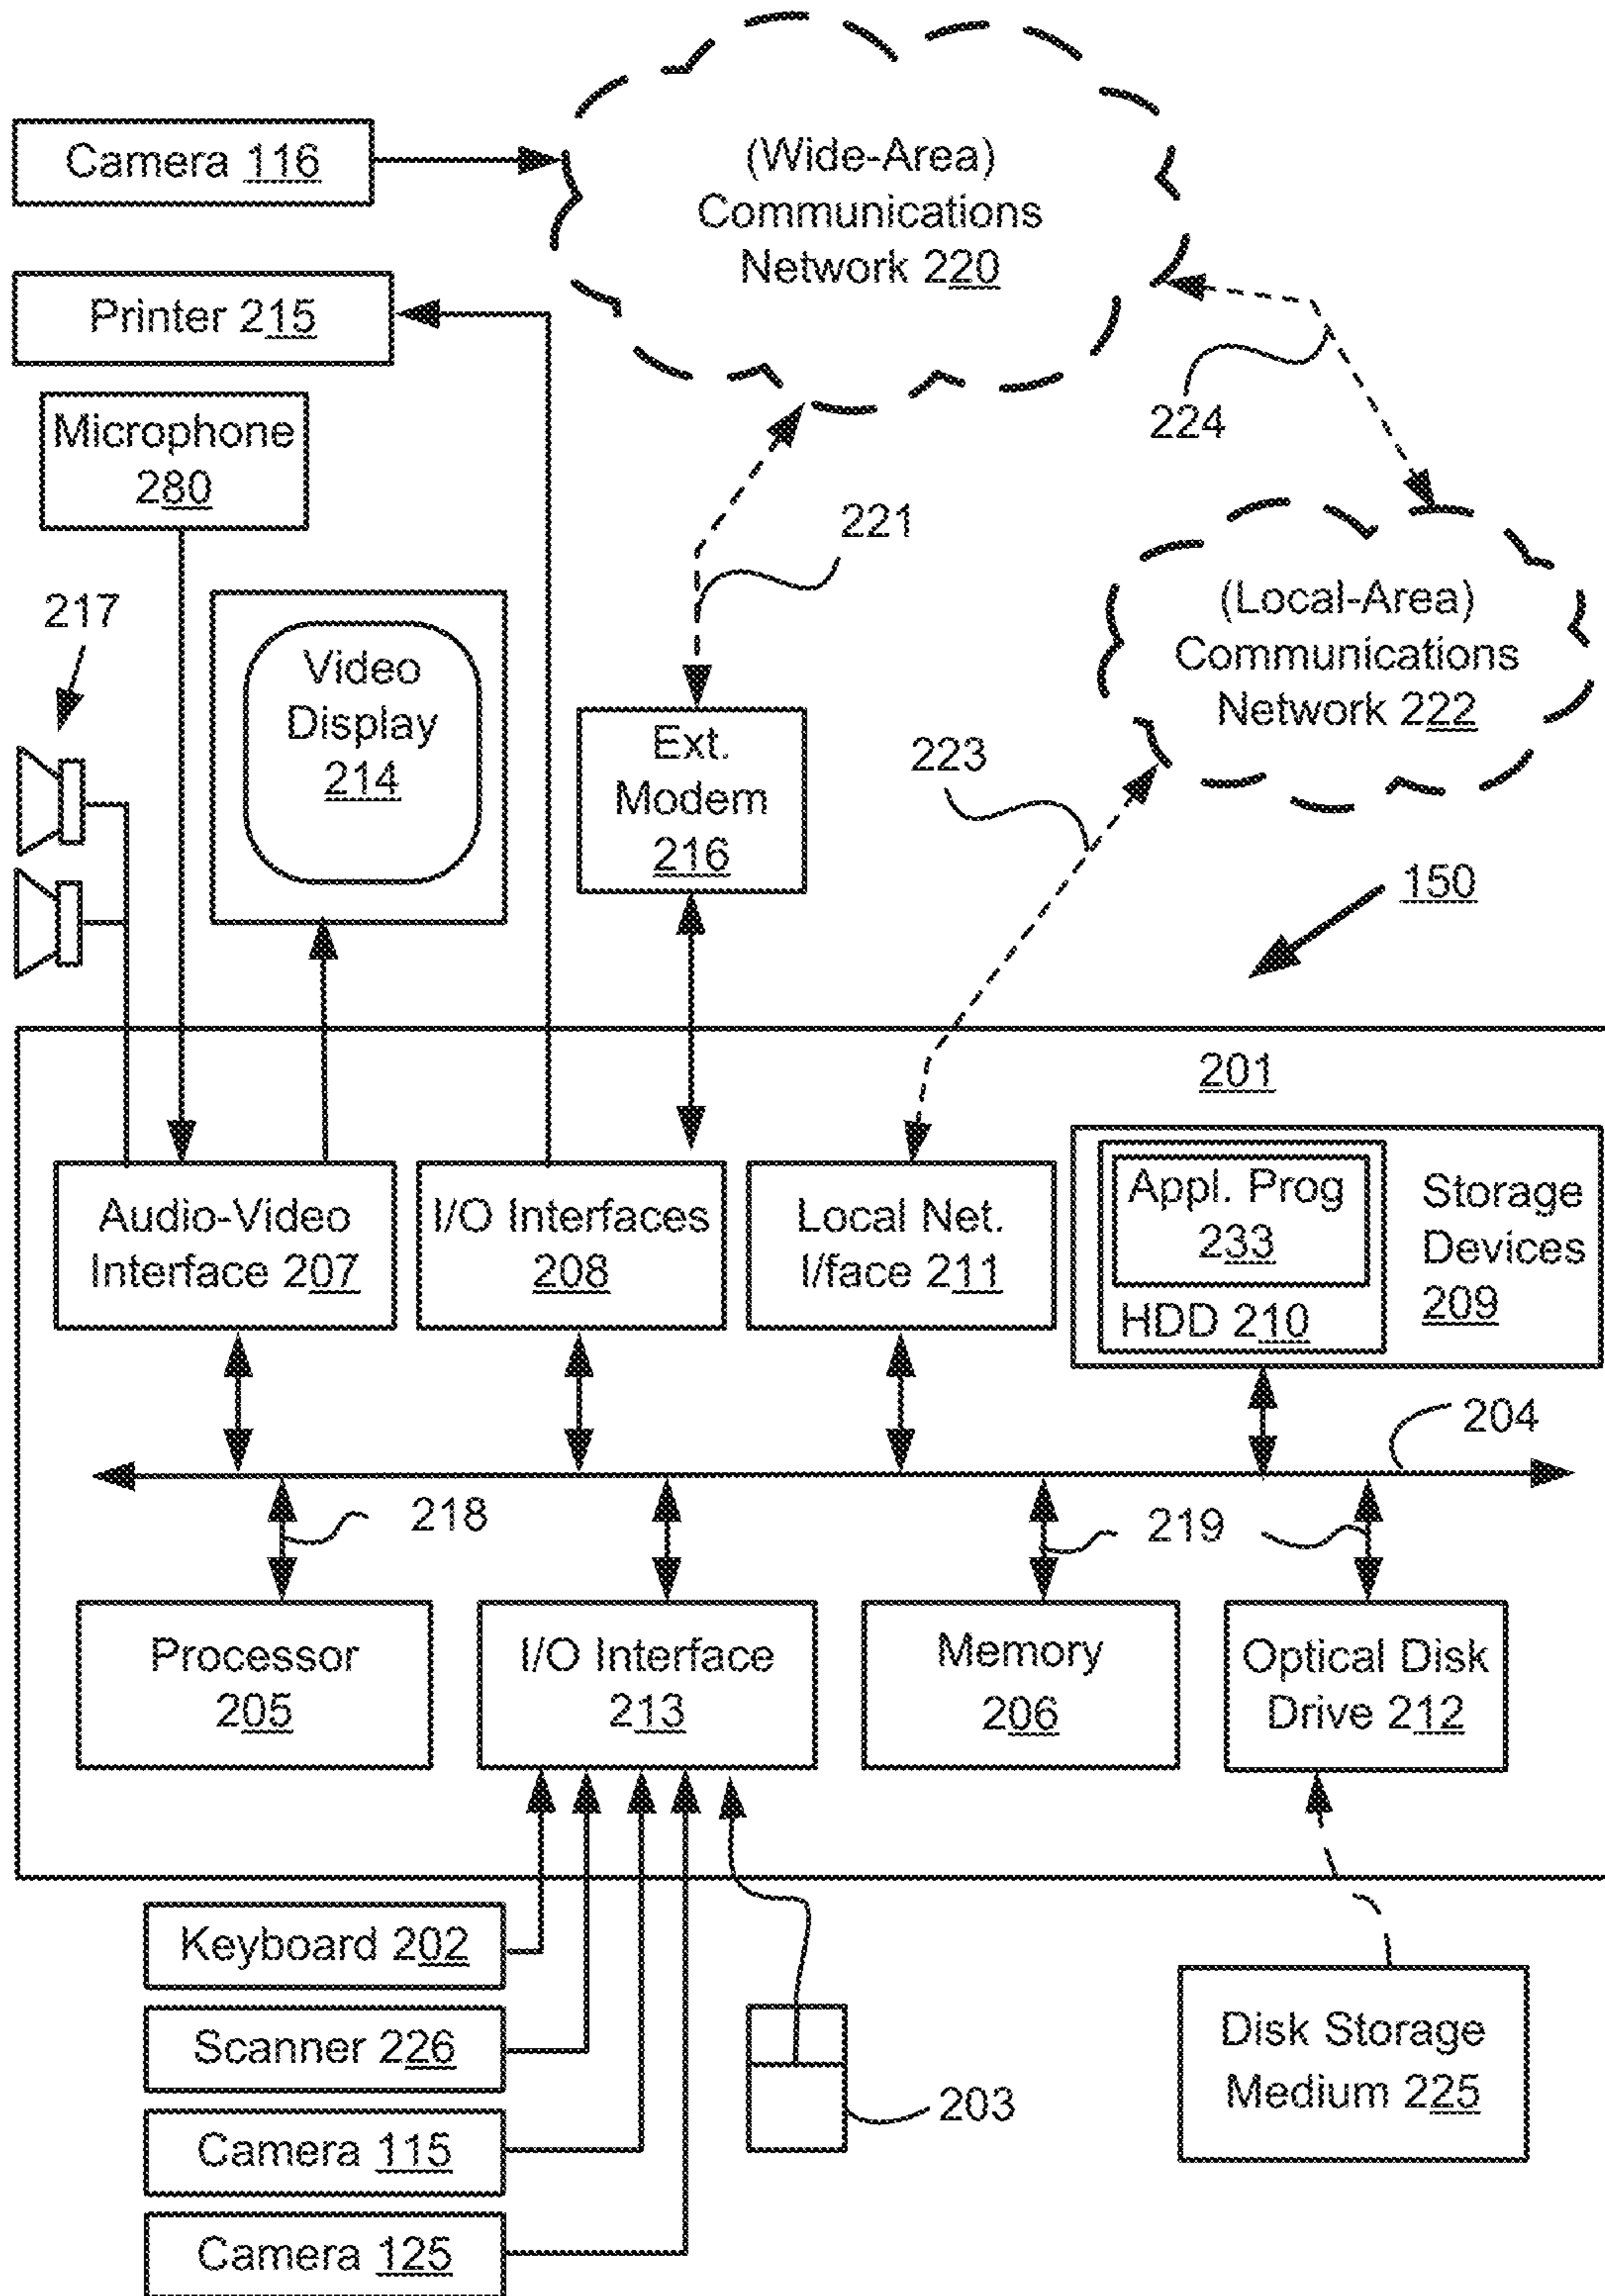 Camera 116
(Wide-Area)
Communications
Network 220
Printer 215
224
Microphone
280
221
217
Video
Display
214
(Local-Area)
Communications
Network 222
Ext.
Modem
216
223
150
201
Audio-Video
Interface 207
I/O Interfaces
208
Local Net.
I/face 211
Appl. Prog
233
HDD 210
Storage
Devices
209
204
218
219
Processor
205
I/O Interface
213
Memory
206
Optical Disk
Drive 212
Keyboard 202
Scanner 226
Camera 115
Camera 125
203
Disk Storage
Medium 225